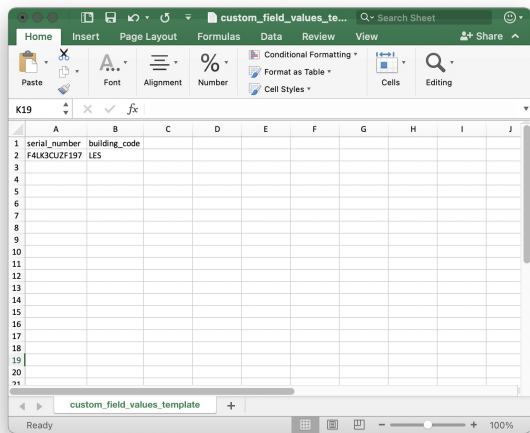 custom_field_values_te...
Search Sheet
Home Insert Page Layout Formulas Data Review View Share
Paste Font Alignment Number Conditional Formatting Cells Editing
Format as Table
Cell Styles
K19 fx
A B C D E F G H I J
1 serial_number building_code
2 F4LK3CUZF197 LES
3
4
5
6
7
8
9
10
11
12
13
14
15
16
17
18
19
20
21
custom_field_values_template +
Ready 100%